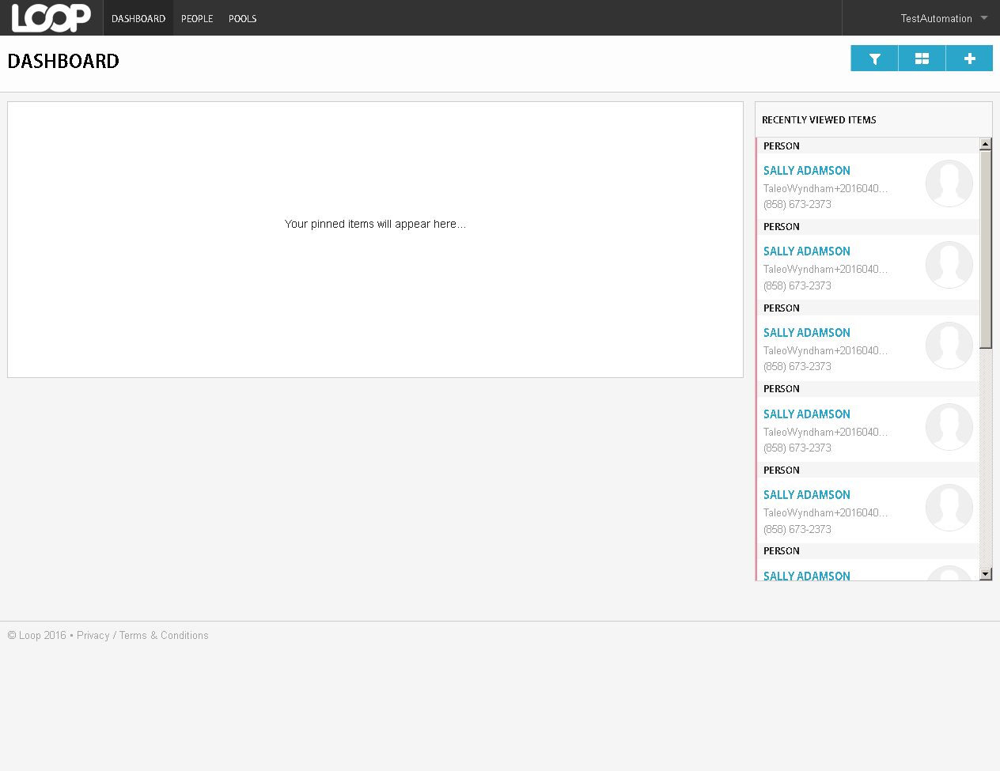 LOOP
DASHBOARD PEOPLE POOLS TestAutomation
DASHBOARD
Your pinned items will appear here...
RECENTLY VIEWED ITEMS
PERSON
SALLY ADAMSON
TaleoWyndham+2016040...
(858) 673-2373
PERSON
SALLY ADAMSON
TaleoWyndham+2016040...
(858) 673-2373
PERSON
SALLY ADAMSON
TaleoWyndham+2016040...
(858) 673-2373
PERSON
SALLY ADAMSON
TaleoWyndham+2016040...
(858) 673-2373
PERSON
SALLY ADAMSON
TaleoWyndham+2016040...
(858) 673-2373
PERSON
SALLY ADAMSON
© Loop 2016 • Privacy / Terms & Conditions